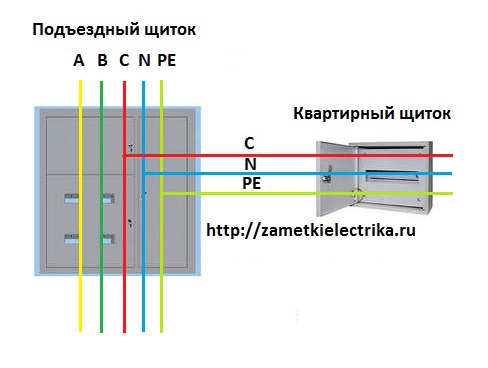 Подъездный щиток
A B C N PE
Квартирный щиток
C
N
PE
http://zametkielectrika.ru